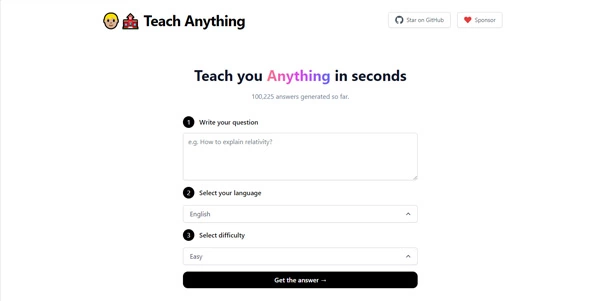 Teach Anything
Star on GitHub
Sponsor
Teach you Anything in seconds
100,225 answers generated so far.
1 Write your question
e.g. How to explain relativity?
2 Select your language
English
3 Select difficulty
Easy
Get the answer →